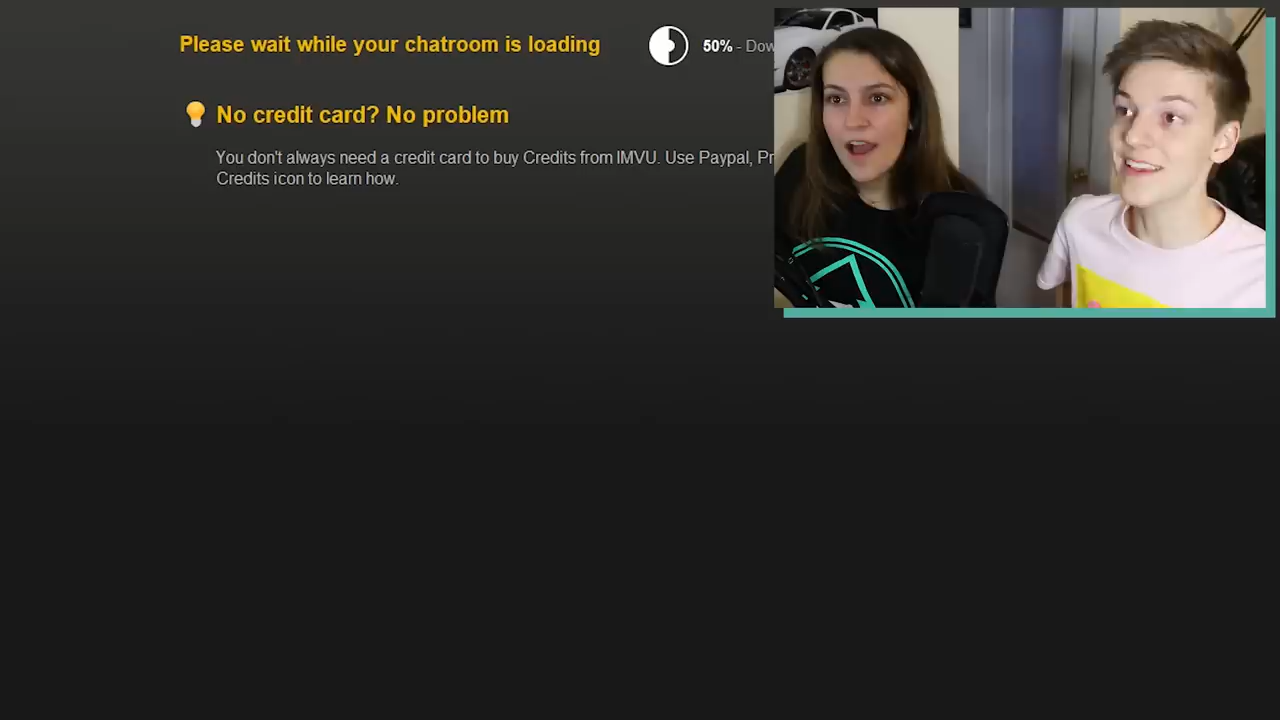 Please wait while your chatroom is loading
50% - Dow
No credit card? No problem
You don't always need a credit card to buy Credits from IMVU. Use Paypal, Pr
Credits icon to learn how.